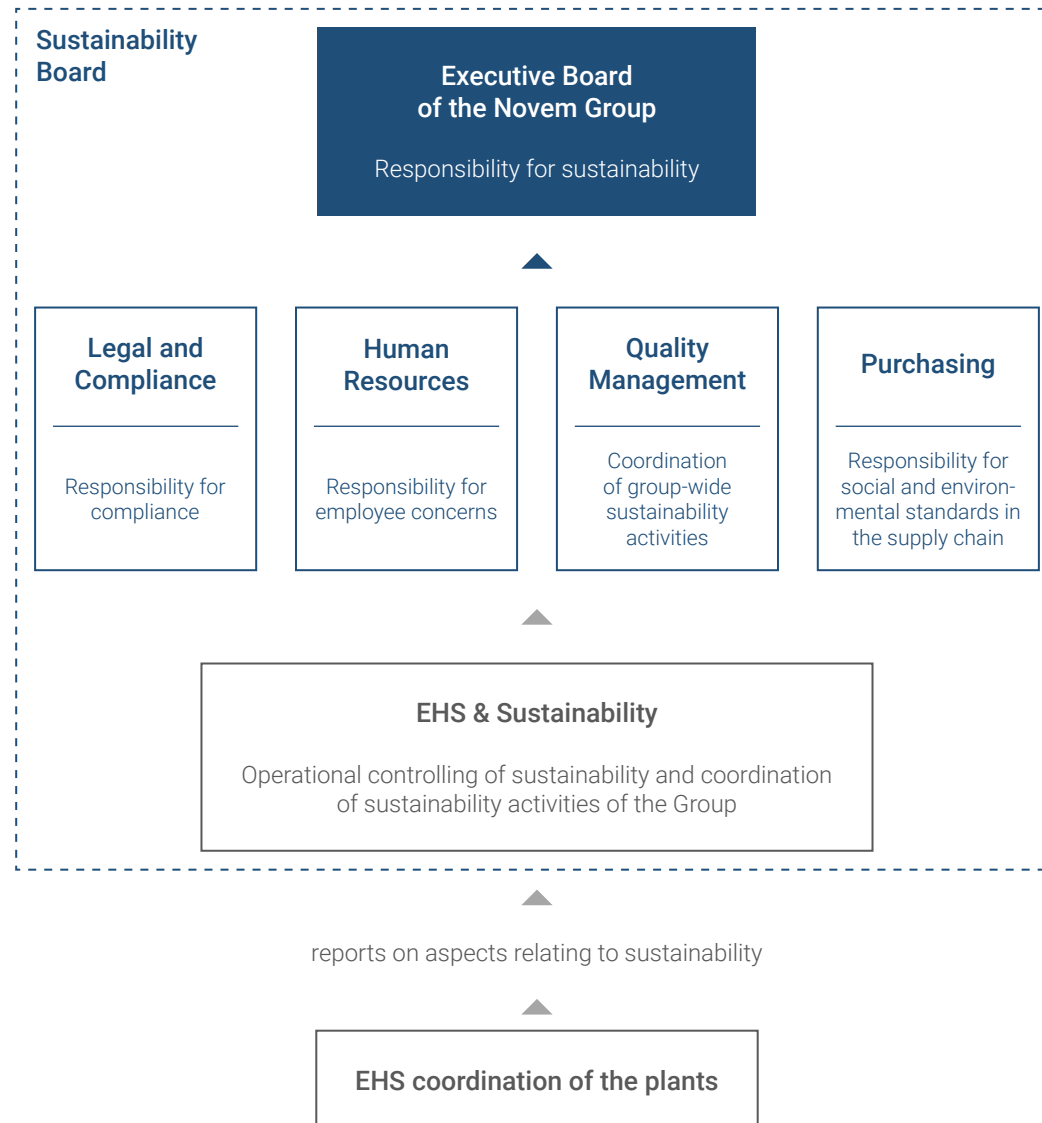 Sustainability
Board
Executive Board
of the Novem Group
Responsibility for sustainability
Legal and
Compliance
Responsibility for
compliance
Human
Resources
Responsibility for
employee concerns
Quality
Management
Coordination
of group-wide
sustainability
activities
Purchasing
Responsibility for
social and environ-
mental standards in
the supply chain
EHS & Sustainability
Operational controlling of sustainability and coordination
of sustainability activities of the Group
reports on aspects relating to sustainability
EHS coordination of the plants